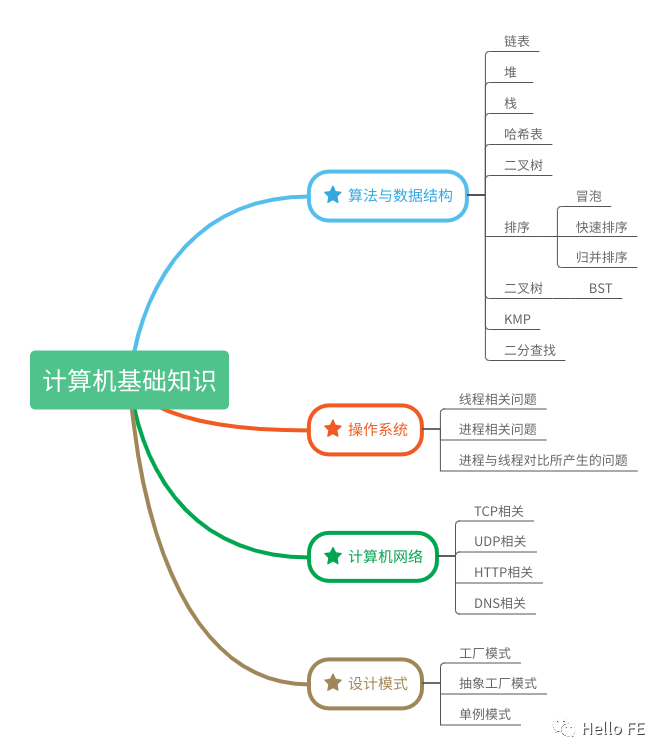 计算机基础知识
算法与数据结构
链表
堆
栈
哈希表
二叉树
排序
冒泡
快速排序
归并排序
二叉树
BST
KMP
二分查找
操作系统
线程相关问题
进程相关问题
进程与线程对比所产生的问题
计算机网络
TCP相关
UDP相关
HTTP相关
DNS相关
设计模式
工厂模式
抽象工厂模式
单例模式
Hello FE